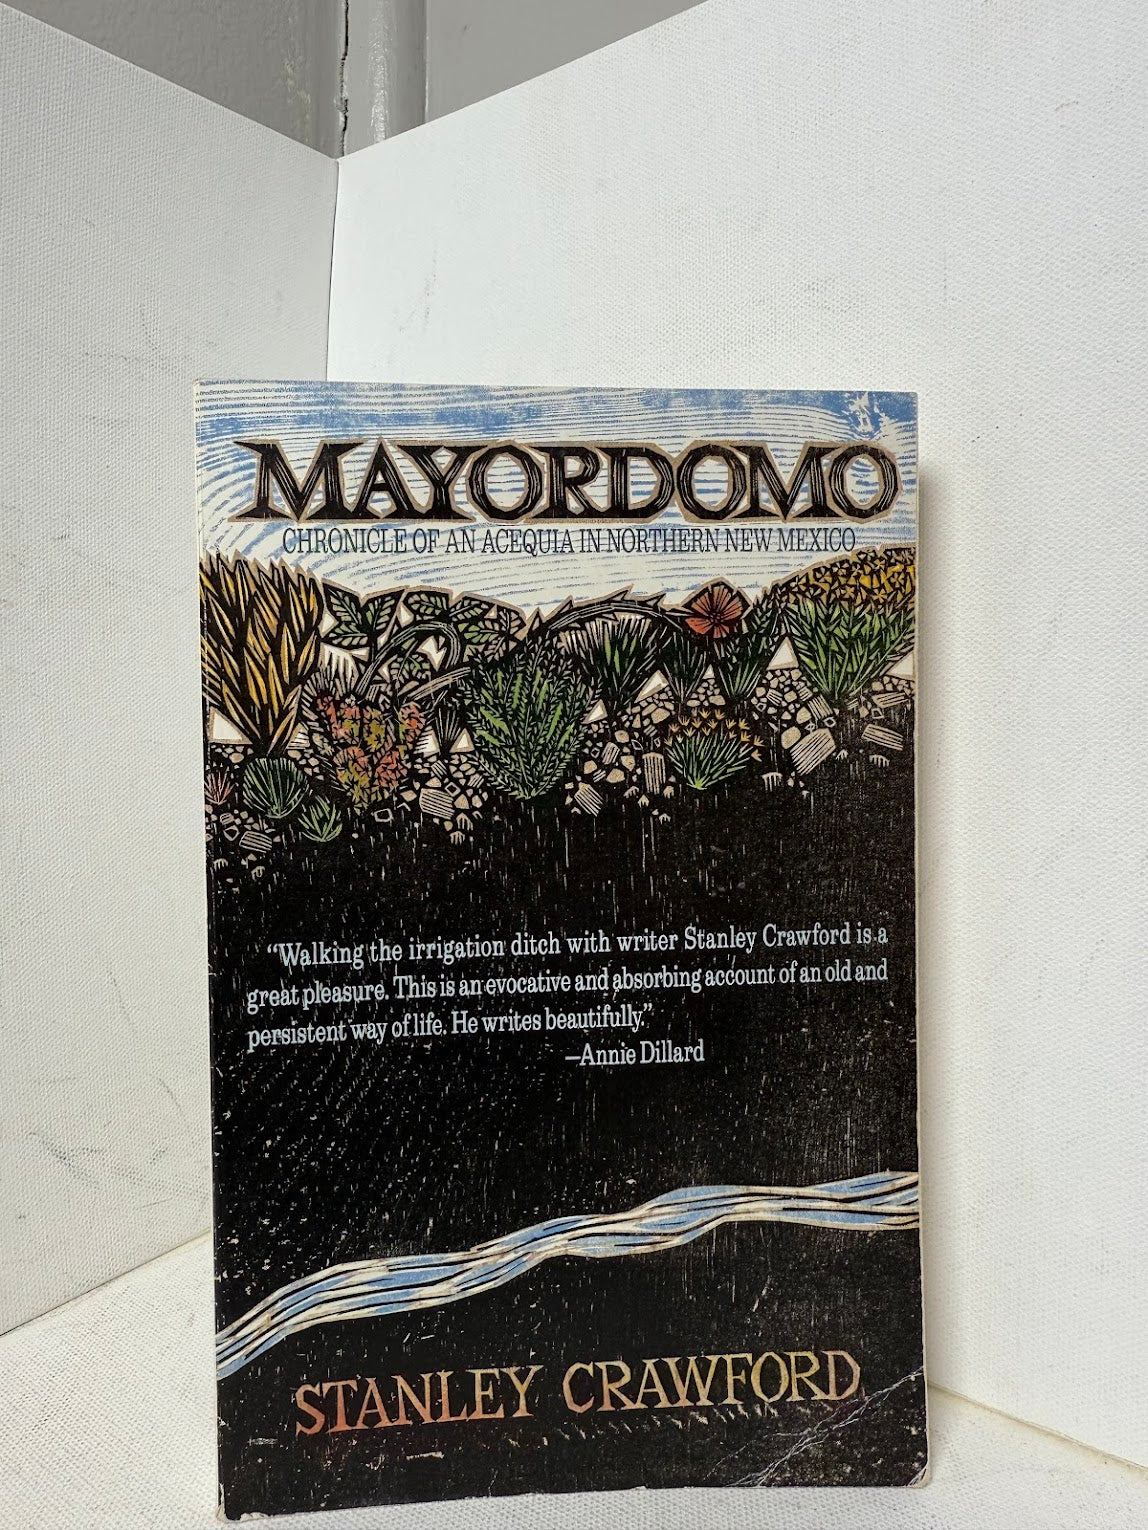 MAYORDOMO
CHRONICLE OF AN ACEQUIA IN NORTHERN NEW MEXICO
“Walking the irrigation ditch with writer Stanley Crawford is a
great pleasure. This is an evocative and absorbing account of an old and
persistent way of life. He writes beautifully.”
—Annie Dillard
STANLEY CRAWFORD